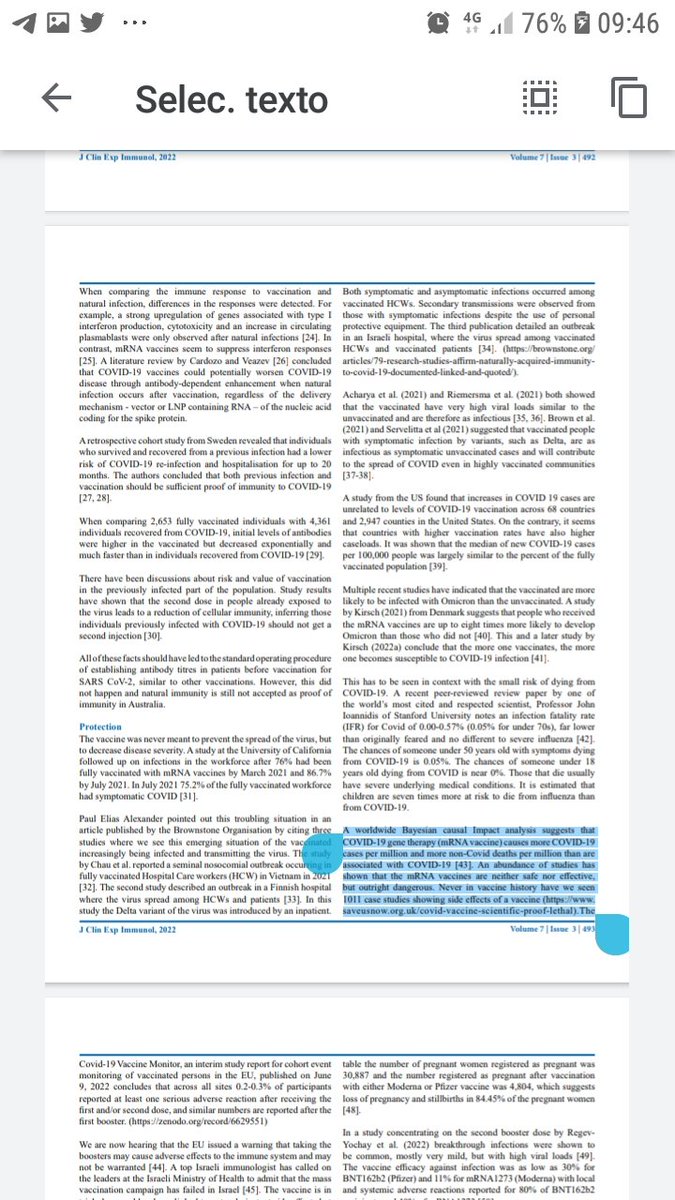 4G 76% 09:46
Selec. texto
J Clin Exp Immunol, 2022 Volume 7 | Issue 3 | 492
When comparing the immune response to vaccination and
natural infection, differences in the responses were detected. For
example, a strong upregulation of genes associated with type I
interferon production, cytotoxicity and an increase in circulating
plasmablasts were only observed after natural infections [24]. In
contrast, mRNA vaccines seem to suppress interferon responses
[25]. A literature review by Cardozo and Veazev [26] concluded
that COVID-19 vaccines could potentially worsen COVID-19
disease through antibody-dependent enhancement when natural
infection occurs after vaccination, regardless of the delivery
mechanism - vector or LNP containing RNA – of the nucleic acid
coding for the spike protein.
A retrospective cohort study from Sweden revealed that individuals
who survived and recovered from a previous infection had a lower
risk of COVID-19 re-infection and hospitalisation for up to 20
months. The authors concluded that both previous infection and
vaccination should be sufficient proof of immunity to COVID-19
[27, 28].
When comparing 2,653 fully vaccinated individuals with 4,361
individuals recovered from COVID-19, initial levels of antibodies
were higher in the vaccinated but decreased exponentially and
much faster than in individuals recovered from COVID-19 [29].
There have been discussions about risk and value of vaccination
in the previously infected part of the population. Study results
have shown that the second dose in people already exposed to
the virus leads to a reduction of cellular immunity, inferring those
individuals previously infected with COVID-19 should not get a
second injection [30].
All of these facts should have led to the standard operating procedure
of establishing antibody titres in patients before vaccination for
SARS CoV-2, similar to other vaccinations. However, this did
not happen and natural immunity is still not accepted as proof of
immunity in Australia.
Protection
The vaccine was never meant to prevent the spread of the virus, but
to decrease disease severity. A study at the University of California
followed up on infections in the workforce after 76% had been
fully vaccinated with mRNA vaccines by March 2021 and 86.7%
by July 2021. In July 2021 75.2% of the fully vaccinated workforce
had symptomatic COVID [31].
Paul Elias Alexander pointed out this troubling situation in an
article published by the Brownstone Organisation by citing three
studies where we see this emerging situation of the vaccinated
increasingly being infected and transmitting the virus. The study
by Chau et al. reported a seminal nosocomial outbreak occurring in
fully vaccinated Hospital Care workers (HCW) in Vietnam in 2021
[32]. The second study described an outbreak in a Finnish hospital
where the virus spread among HCWs and patients [33]. In this
study the Delta variant of the virus was introduced by an inpatient.
Both symptomatic and asymptomatic infections occurred among
vaccinated HCWs. Secondary transmissions were observed from
those with symptomatic infections despite the use of personal
protective equipment. The third publication detailed an outbreak
in an Israeli hospital, where the virus spread among vaccinated
HCWs and vaccinated patients [34]. (https://brownstone.org/
articles/79-research-studies-affirm-naturally-acquired-immunity-
to-covid-19-documented-linked-and-quoted/).
Acharya et al. (2021) and Riemersma et al. (2021) both showed
that the vaccinated have very high viral loads similar to the
unvaccinated and are therefore as infectious [35, 36]. Brown et al.
(2021) and Servelitta et al (2021) suggested that vaccinated people
with symptomatic infection by variants, such as Delta, are as
infectious as symptomatic unvaccinated cases and will contribute
to the spread of COVID even in highly vaccinated communities
[37-38].
A study from the US found that increases in COVID 19 cases are
unrelated to levels of COVID-19 vaccination across 68 countries
and 2,947 counties in the United States. On the contrary, it seems
that countries with higher vaccination rates have also higher
caseloads. It was shown that the median of new COVID-19 cases
per 100,000 people was largely similar to the percent of the fully
vaccinated population [39].
Multiple recent studies have indicated that the vaccinated are more
likely to be infected with Omicron than the unvaccinated. A study
by Kirsch (2021) from Denmark suggests that people who received
the mRNA vaccines are up to eight times more likely to develop
Omicron than those who did not [40]. This and a later study by
Kirsch (2022a) conclude that the more one vaccinates, the more
one becomes susceptible to COVID-19 infection [41].
This has to be seen in context with the small risk of dying from
COVID-19. A recent peer-reviewed review paper by one of
the world's most cited and respected scientist, Professor John
Ioannidis of Stanford University notes an infection fatality rate
(IFR) for Covid of 0.00-0.57% (0.05% for under 70s), far lower
than originally feared and no different to severe influenza [42].
The chances of someone under 50 years old with symptoms dying
from COVID-19 is 0.05%. The chances of someone under 18
years old dying from COVID is near 0%. Those that die usually
have severe underlying medical conditions. It is estimated that
children are seven times more at risk to die from influenza than
from COVID-19.
A worldwide Bayesian causal Impact analysis suggests that
COVID-19 gene therapy (mRNA vaccine) causes more COVID-19
cases per million and more non-Covid deaths per million than are
associated with COVID-19 [43]. An abundance of studies has
shown that the mRNA vaccines are neither safe nor effective,
but outright dangerous. Never in vaccine history have we seen
1011 case studies showing side effects of a vaccine (https://www.
saveusnow.org.uk/covid-vaccine-scientific-proof-lethal).The
J Clin Exp Immunol, 2022 Volume 7 | Issue 3 | 493
Covid-19 Vaccine Monitor, an interim study report for cohort event
monitoring of vaccinated persons in the EU, published on June
9, 2022 concludes that across all sites 0.2-0.3% of participants
reported at least one serious adverse reaction after receiving the
first and/or second dose, and similar numbers are reported after the
first booster. (https://zenodo.org/record/6629551)
We are now hearing that the EU issued a warning that taking the
boosters may cause adverse effects to the immune system and may
not be warranted [44]. A top Israeli immunologist has called on
the leaders at the Israeli Ministry of Health to admit that the mass
vaccination campaign has failed in Israel [45]. The vaccine is in
table the number of pregnant women registered as pregnant was
30,887 and the number registered as pregnant after vaccination
with either Moderna or Pfizer vaccine was 4,804, which suggests
loss of pregnancy and stillbirths in 84.45% of the pregnant women
[48].
In a study concentrating on the second booster dose by Regev-
Yochay et al. (2022) breakthrough infections were shown to
be common, mostly very mild, but with high viral loads [49].
The vaccine efficacy against infection was as low as 30% for
BNT162b2 (Pfizer) and 11% for mRNA1273 (Moderna) with local
and systemic adverse reactions reported for 80% of BNT162b2